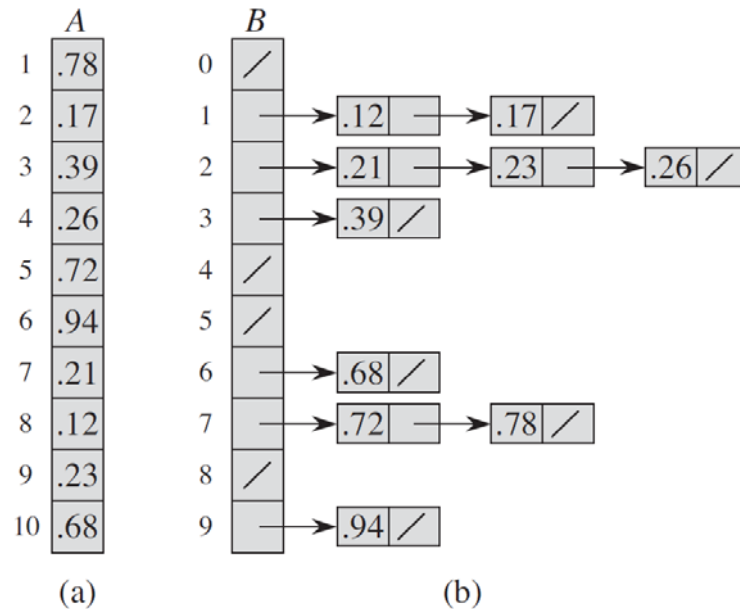 A B
1 .78 0 /
2 .17 1 .12 .17 /
3 .39 2 .21 .23 .26 /
4 .26 3 .39 /
5 .72 4 /
6 .94 5 /
7 .21 6 .68 /
8 .12 7 .72 .78 /
9 .23 8 /
10 .68 9 .94 /
(a) (b)